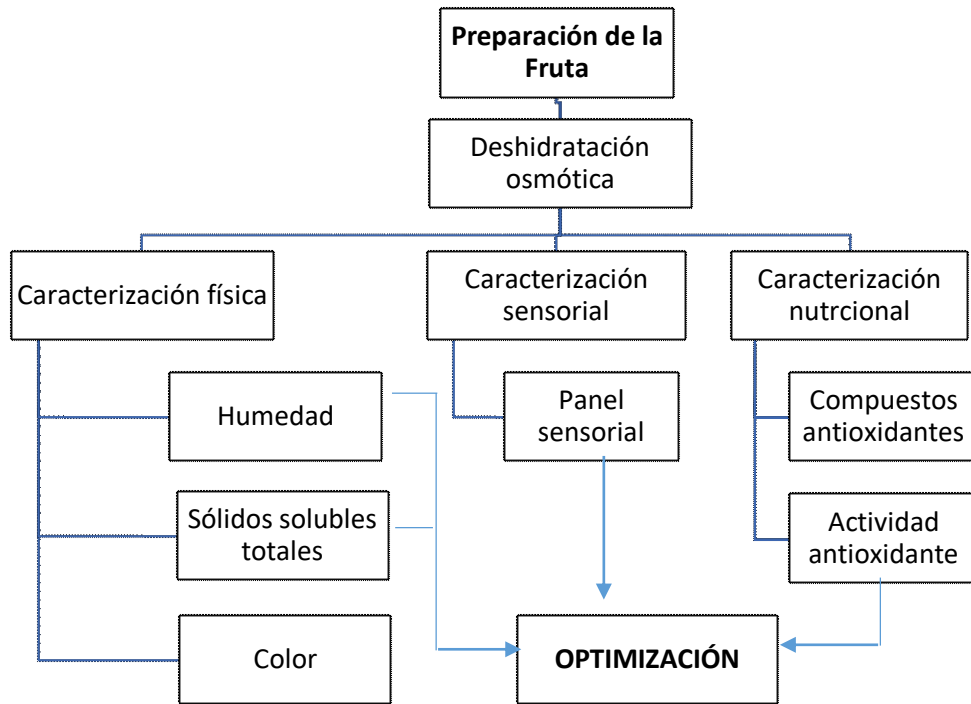 Preparación de la
Fruta
Deshidratación
osmótica
Caracterización física
Caracterización
sensorial
Caracterización
nutrcional
Humedad
Panel
sensorial
Compuestos
antioxidantes
Sólidos solubles
totales
Actividad
antioxidante
Color
OPTIMIZACIÓN